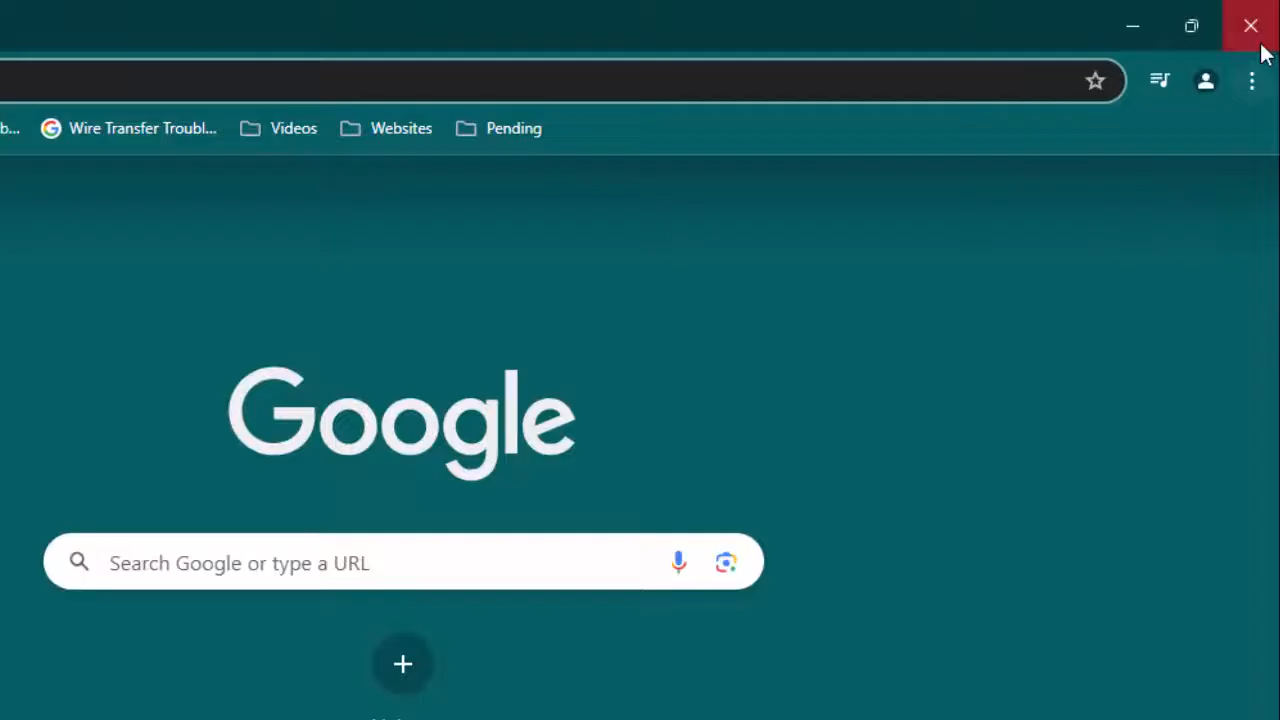 b...
Wire Transfer Troubl...
Videos
Websites
Pending
Google
Search Google or type a URL